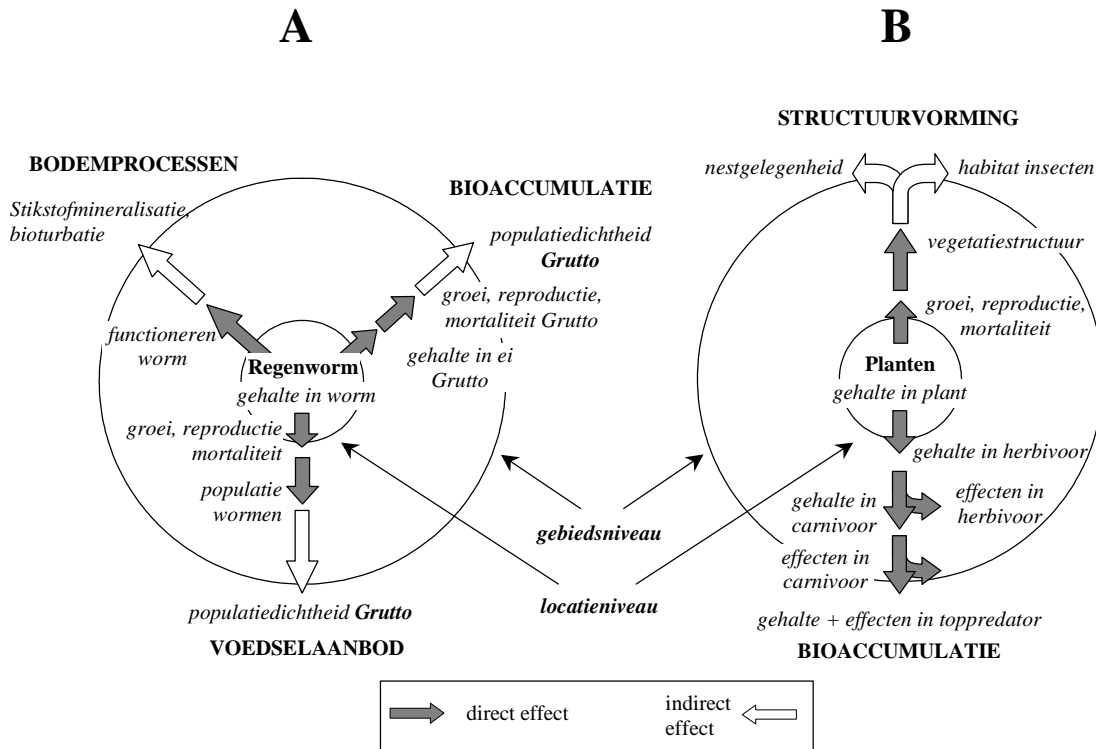 A
BODEMPROCESSEN
Stikstofmineralisatie,
bioturbatie
BIOACCUMULATIE
populatiedichtheid
Grutto
groei, reproductie,
mortaliteit Grutto
gehalte in ei
Grutto
functioneren
worm
Regenworm
gehalte in worm
groei, reproductie
mortaliteit
populatie
wormen
populatiedichtheid Grutto
VOEDSELAANBOD
gebiedsniveau
locatieniveau
B
STRUCTUURVORMING
nestgelegenheid
habitat insecten
vegetatiestructuur
groei, reproductie,
mortaliteit
Planten
gehalte in plant
gehalte in herbivoor
gehalte in
carnivoor
effecten in
herbivoor
effecten in
carnivoor
gehalte + effecten in toppredator
BIOACCUMULATIE
direct effect
indirect
effect